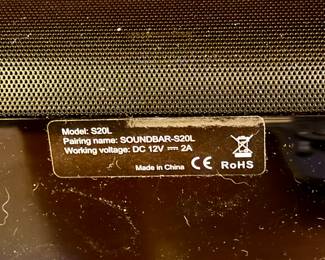 Model: S20L
Pairing name: SOUNDBAR-S20L
Working voltage: DC 12V ⎓ 2A
Made in China CE RoHS